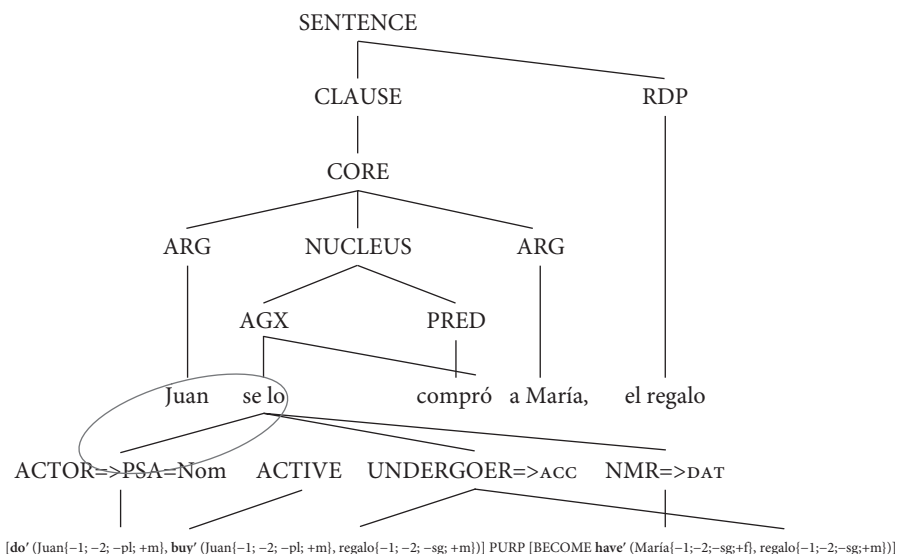 SENTENCE
CLAUSE RDP
CORE
ARG NUCLEUS ARG
AGX PRED
Juan se lo compró a María, el regalo
ACTOR=>PSA=Nom ACTIVE UNDERGOER=>ACC NMR=>DAT
[do′ (Juan{−1; −2; −pl; +m}, buy′ (Juan{−1; −2; −pl; +m}, regalo{−1; −2; −sg; +m})] PURP [BECOME have′ (María{−1;−2;−sg;+f}, regalo{−1;−2;−sg;+m})]